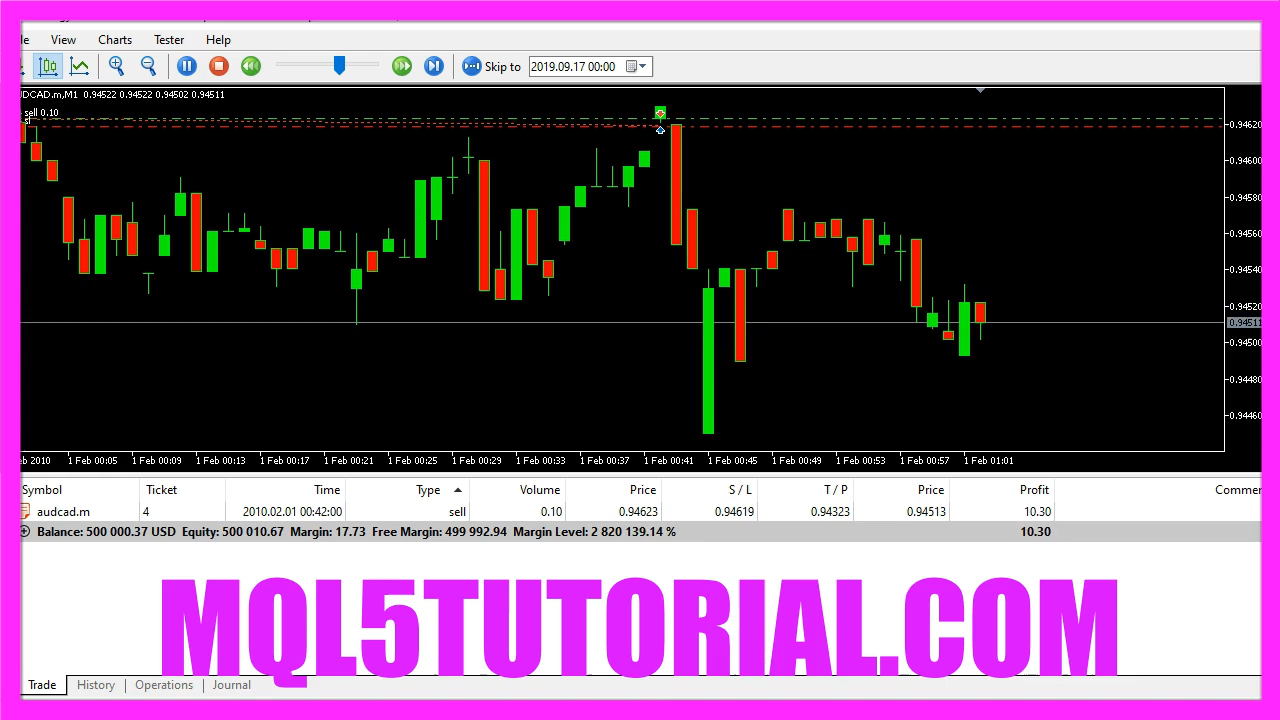 le View Charts Tester Help
Skip to 2019.09.17 00:00
DCAD.m,M1 0.94522 0.94522 0.94502 0.94511
sell 0.10
sl
0.94620
0.94600
0.94580
0.94560
0.94540
0.94520
0.94511
0.94500
0.94480
0.94460
eb 2010 1 Feb 00:05 1 Feb 00:09 1 Feb 00:13 1 Feb 00:17 1 Feb 00:21 1 Feb 00:25 1 Feb 00:29 1 Feb 00:33 1 Feb 00:37 1 Feb 00:41 1 Feb 00:45 1 Feb 00:49 1 Feb 00:53 1 Feb 00:57 1 Feb 01:01
Symbol Ticket Time Type Volume Price S / L T / P Price Profit Commen
audcad.m 4 2010.02.01 00:42:00 sell 0.10 0.94623 0.94619 0.94323 0.94513 10.30
Balance: 500 000.37 USD Equity: 500 010.67 Margin: 17.73 Free Margin: 499 992.94 Margin Level: 2 820 139.14 % 10.30
MQL5TUTORIAL.COM
Trade History Operations Journal